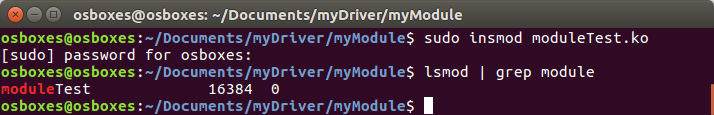 osboxes@osboxes: ~/Documents/myDriver/myModule
osboxes@osboxes:~/Documents/myDriver/myModule$ sudo insmod moduleTest.ko
[sudo] password for osboxes:
osboxes@osboxes:~/Documents/myDriver/myModule$ lsmod | grep module
moduleTest             16384  0
osboxes@osboxes:~/Documents/myDriver/myModule$